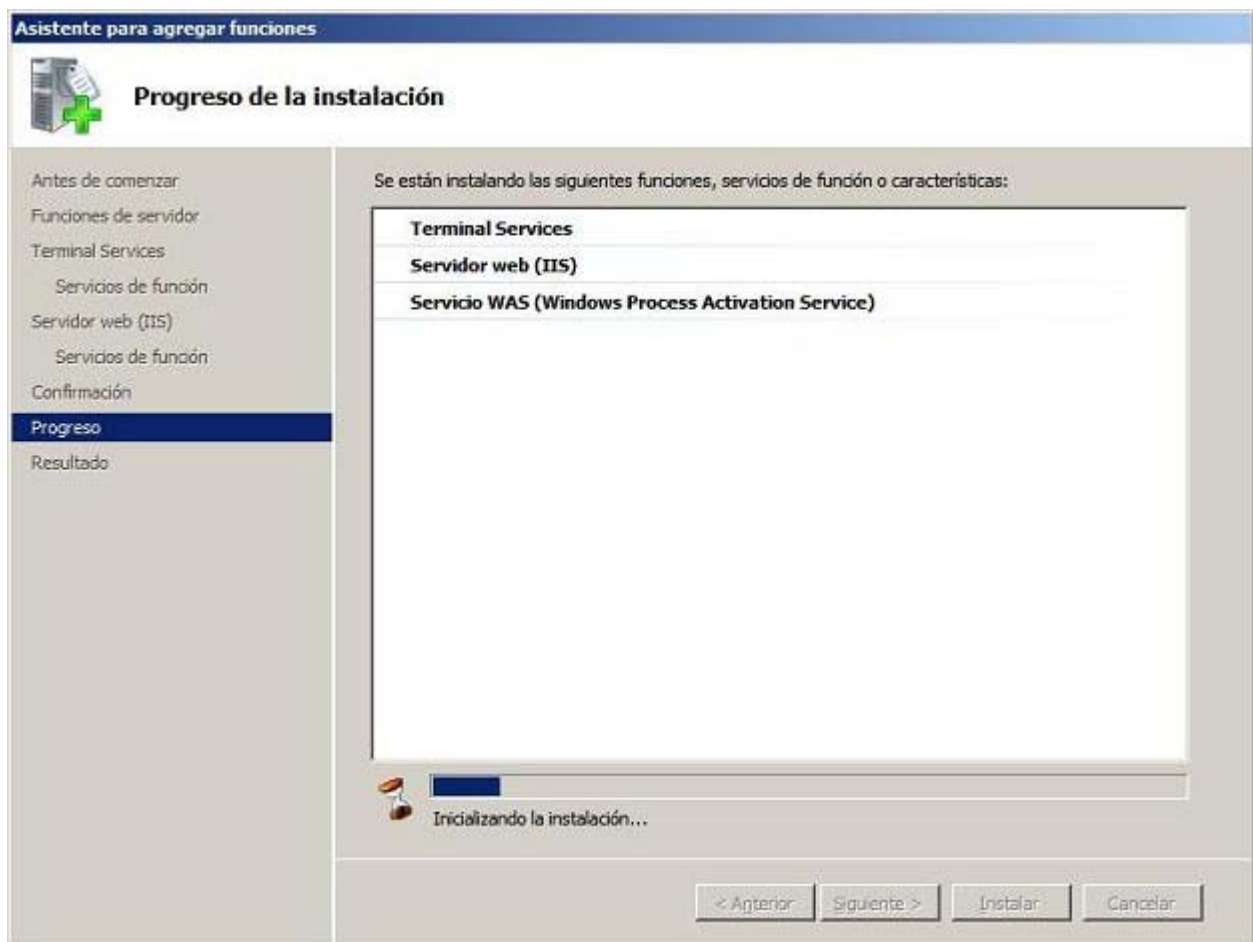 Asistente para agregar funciones
Progreso de la instalación
Antes de comenzar
Funciones de servidor
Terminal Services
Servicios de función
Servidor web (IIS)
Servicios de función
Confirmación
Progreso
Resultado
Se están instalando las siguientes funciones, servicios de función o características:
Terminal Services
Servidor web (IIS)
Servicio WAS (Windows Process Activation Service)
Inicializando la instalación...
< Anterior
Siguiente >
Instalar
Cancelar